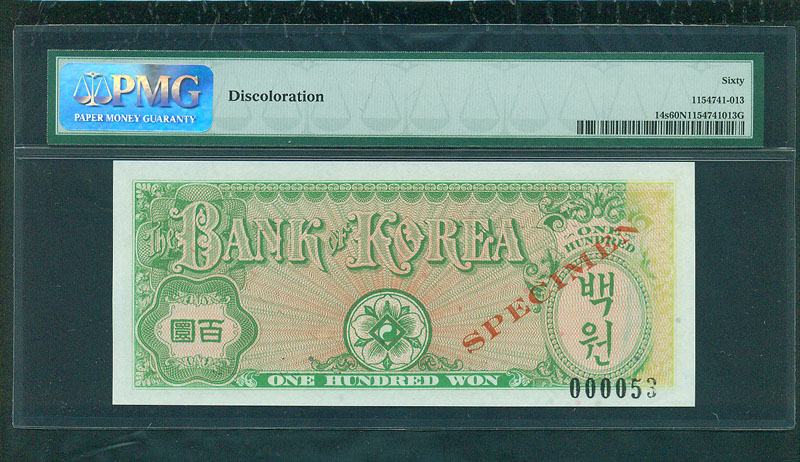 PMG
PAPER MONEY GUARANTY
Discoloration
Sixty
1154741-013
14s60N1154741013G
The BANK OF KOREA
ONE
HUNDRED
SPECIMEN
백
원
百圓
ONE HUNDRED WON
000053